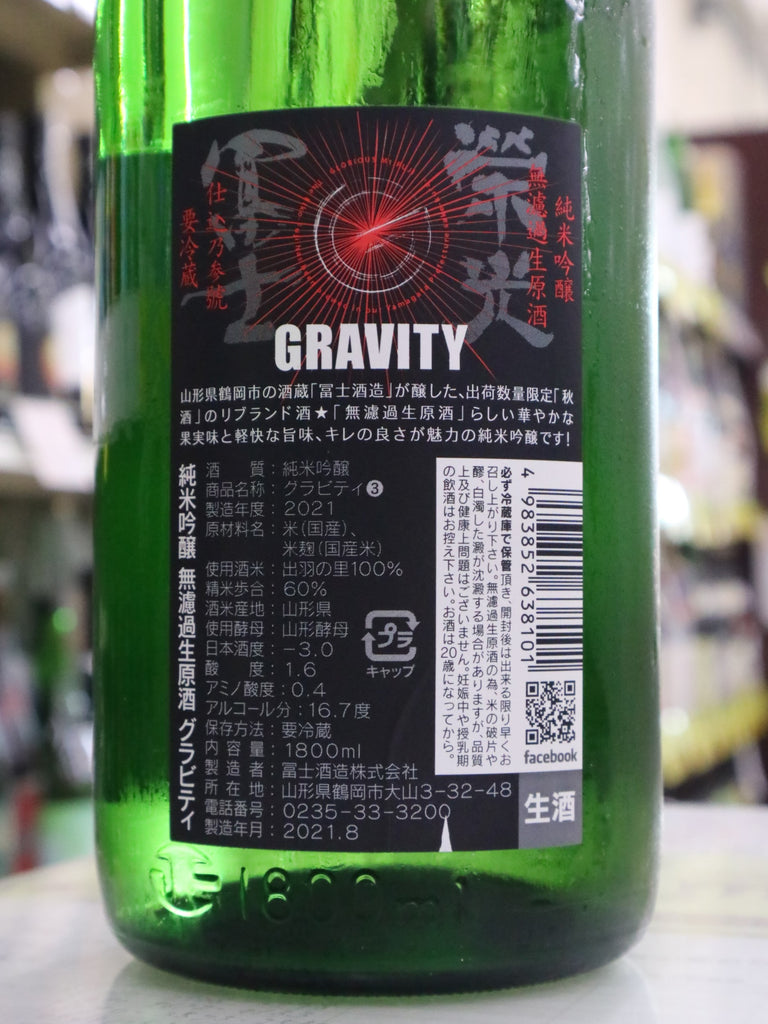 榮光
冨士
純米吟醸
無濾過生原酒
仕込乃参號
要冷蔵
GLORIOUS MT.FUJI
GRAVITY
山形県鶴岡市の酒蔵「冨士酒造」が醸した、出荷数量限定「秋
酒」のリブランド酒★「無濾過生原酒」らしい華やかな
果実味と軽快な旨味、キレの良さが魅力の純米吟醸です!
純米吟醸 無濾過生原酒 グラビティ
酒 質:純米吟醸
商品名称:グラビティ❸
製造年度:2021
原材料名:米(国産)、
米麹(国産米)
使用酒米:出羽の里100%
精米歩合:60%
酒米産地:山形県
使用酵母:山形酵母
日本酒度:−3.0
酸 度:1.6
アミノ酸度:0.4
アルコール分:16.7度
保存方法:要冷蔵
内容量:1800ml
製造者:冨士酒造株式会社
所在地:山形県鶴岡市大山3-32-48
電話番号 0235-33-3200
製造年月:2021.8
プラ
キャップ
必ず冷蔵庫で保管頂き、開封後は出来る限り早くお
召し上がり下さい。無濾過生原酒の為、米の破片や
醪、白濁した澱が沈澱する場合がありますが、品質
上及び健康上問題はございません。妊娠中や授乳期
の飲酒はお控え下さい。お酒は20歳になってから。
4 983852 638101
facebook
生酒
1800ml